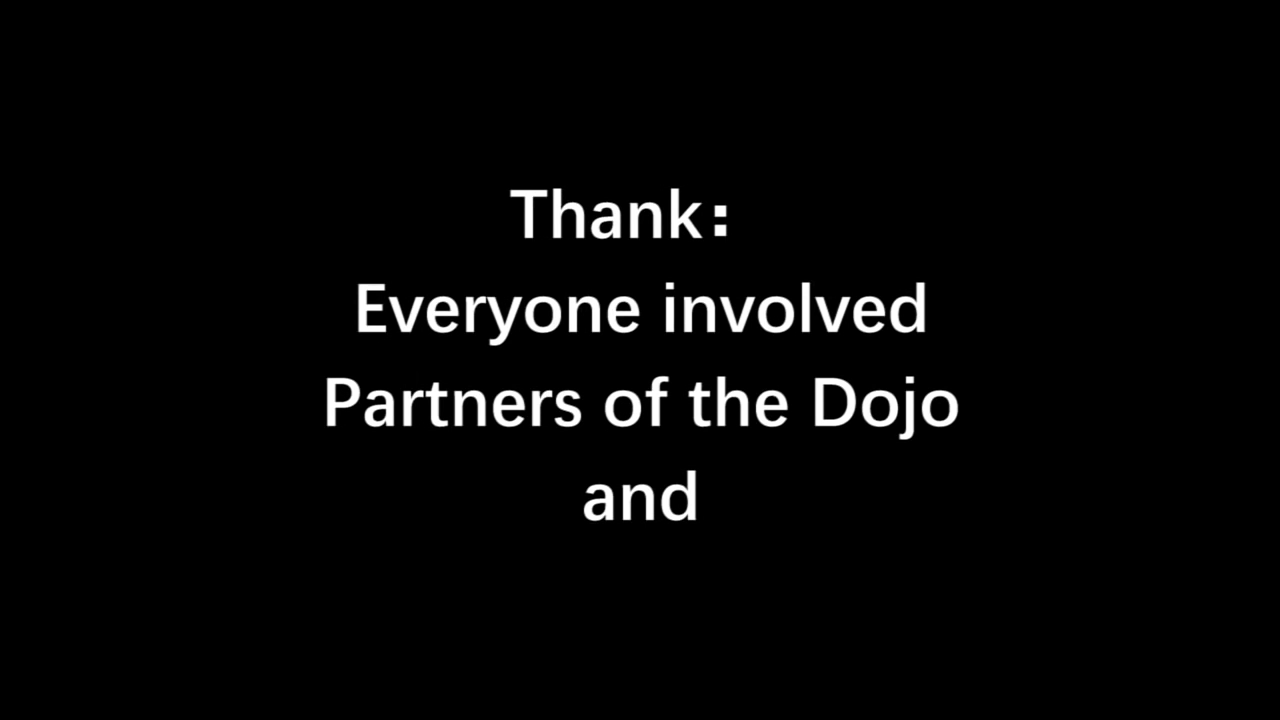 Thank：
Everyone involved
Partners of the Dojo
and